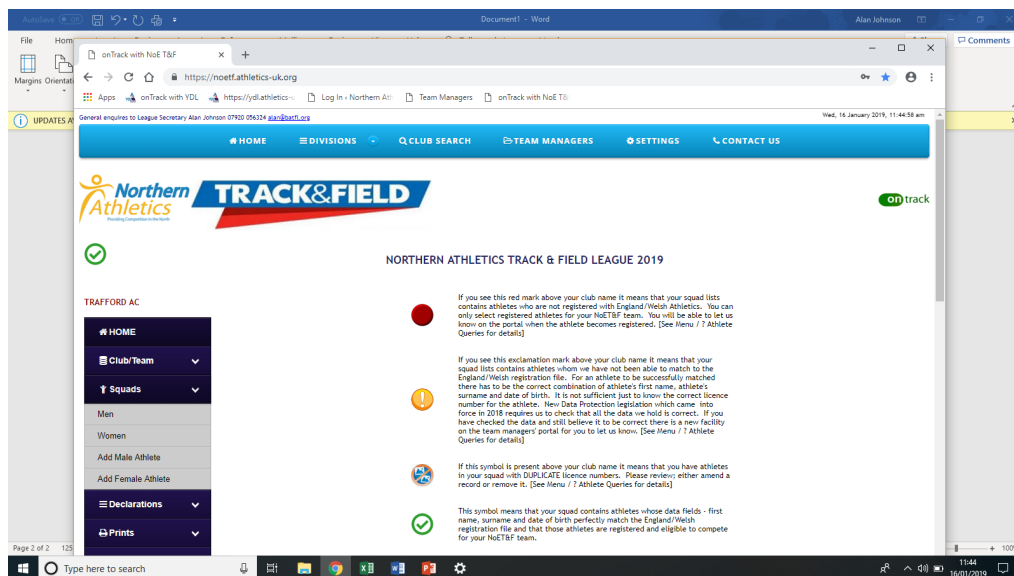 AutoSave Off
Document1 - Word
Alan Johnson
File
Hom
Comments
Margins
Orientati
UPDATES A
onTrack with NoE T&F
https://noetf.athletics-uk.org
Apps
onTrack with YDL
https://ydl.athletics-u
Log In ‹ Northern Ath
Team Managers
onTrack with NoE T&
General enquires to League Secretary Alan Johnson 07920 056324 alan@batfl.org
Wed, 16 January 2019, 11:44:58 am
HOME
DIVISIONS
CLUB SEARCH
TEAM MANAGERS
SETTINGS
CONTACT US
Northern
Athletics
Providing Competition in the North
TRACK&FIELD
on track
NORTHERN ATHLETICS TRACK & FIELD LEAGUE 2019
TRAFFORD AC
HOME
Club/Team
Squads
Men
Women
Add Male Athlete
Add Female Athlete
Declarations
Prints
If you see this red mark above your club name it means that your squad lists
contains athletes who are not registered with England/Welsh Athletics. You can
only select registered athletes for your NoET&F team. You will be able to let us
know on the portal when the athlete becomes registered. [See Menu / ? Athlete
Queries for details]
If you see this exclamation mark above your club name it means that your
squad lists contains athletes whom we have not been able to match to the
England/Welsh registration file. For an athlete to be successfully matched
there has to be the correct combination of athlete's first name, athlete's
surname and date of birth. It is not sufficient just to know the correct licence
number for the athlete. New Data Protection legislation which came into
force in 2018 requires us to check that all the data we hold is correct. If you
have checked the data and still believe it to be correct there is a new facility
on the team managers' portal for you to let us know. [See Menu / ? Athlete
Queries for details]
If this symbol is present above your club name it means that you have athletes
in your squad with DUPLICATE licence numbers. Please review; either amend a
record or remove it. [See Menu / ? Athlete Queries for details]
This symbol means that your squad contains athletes whose data fields - first
name, surname and date of birth perfectly match the England/Welsh
registration file and that those athletes are registered and eligible to compete
for your NoET&F team.
Page 2 of 2
125
100%
Type here to search
11:44
16/01/2019